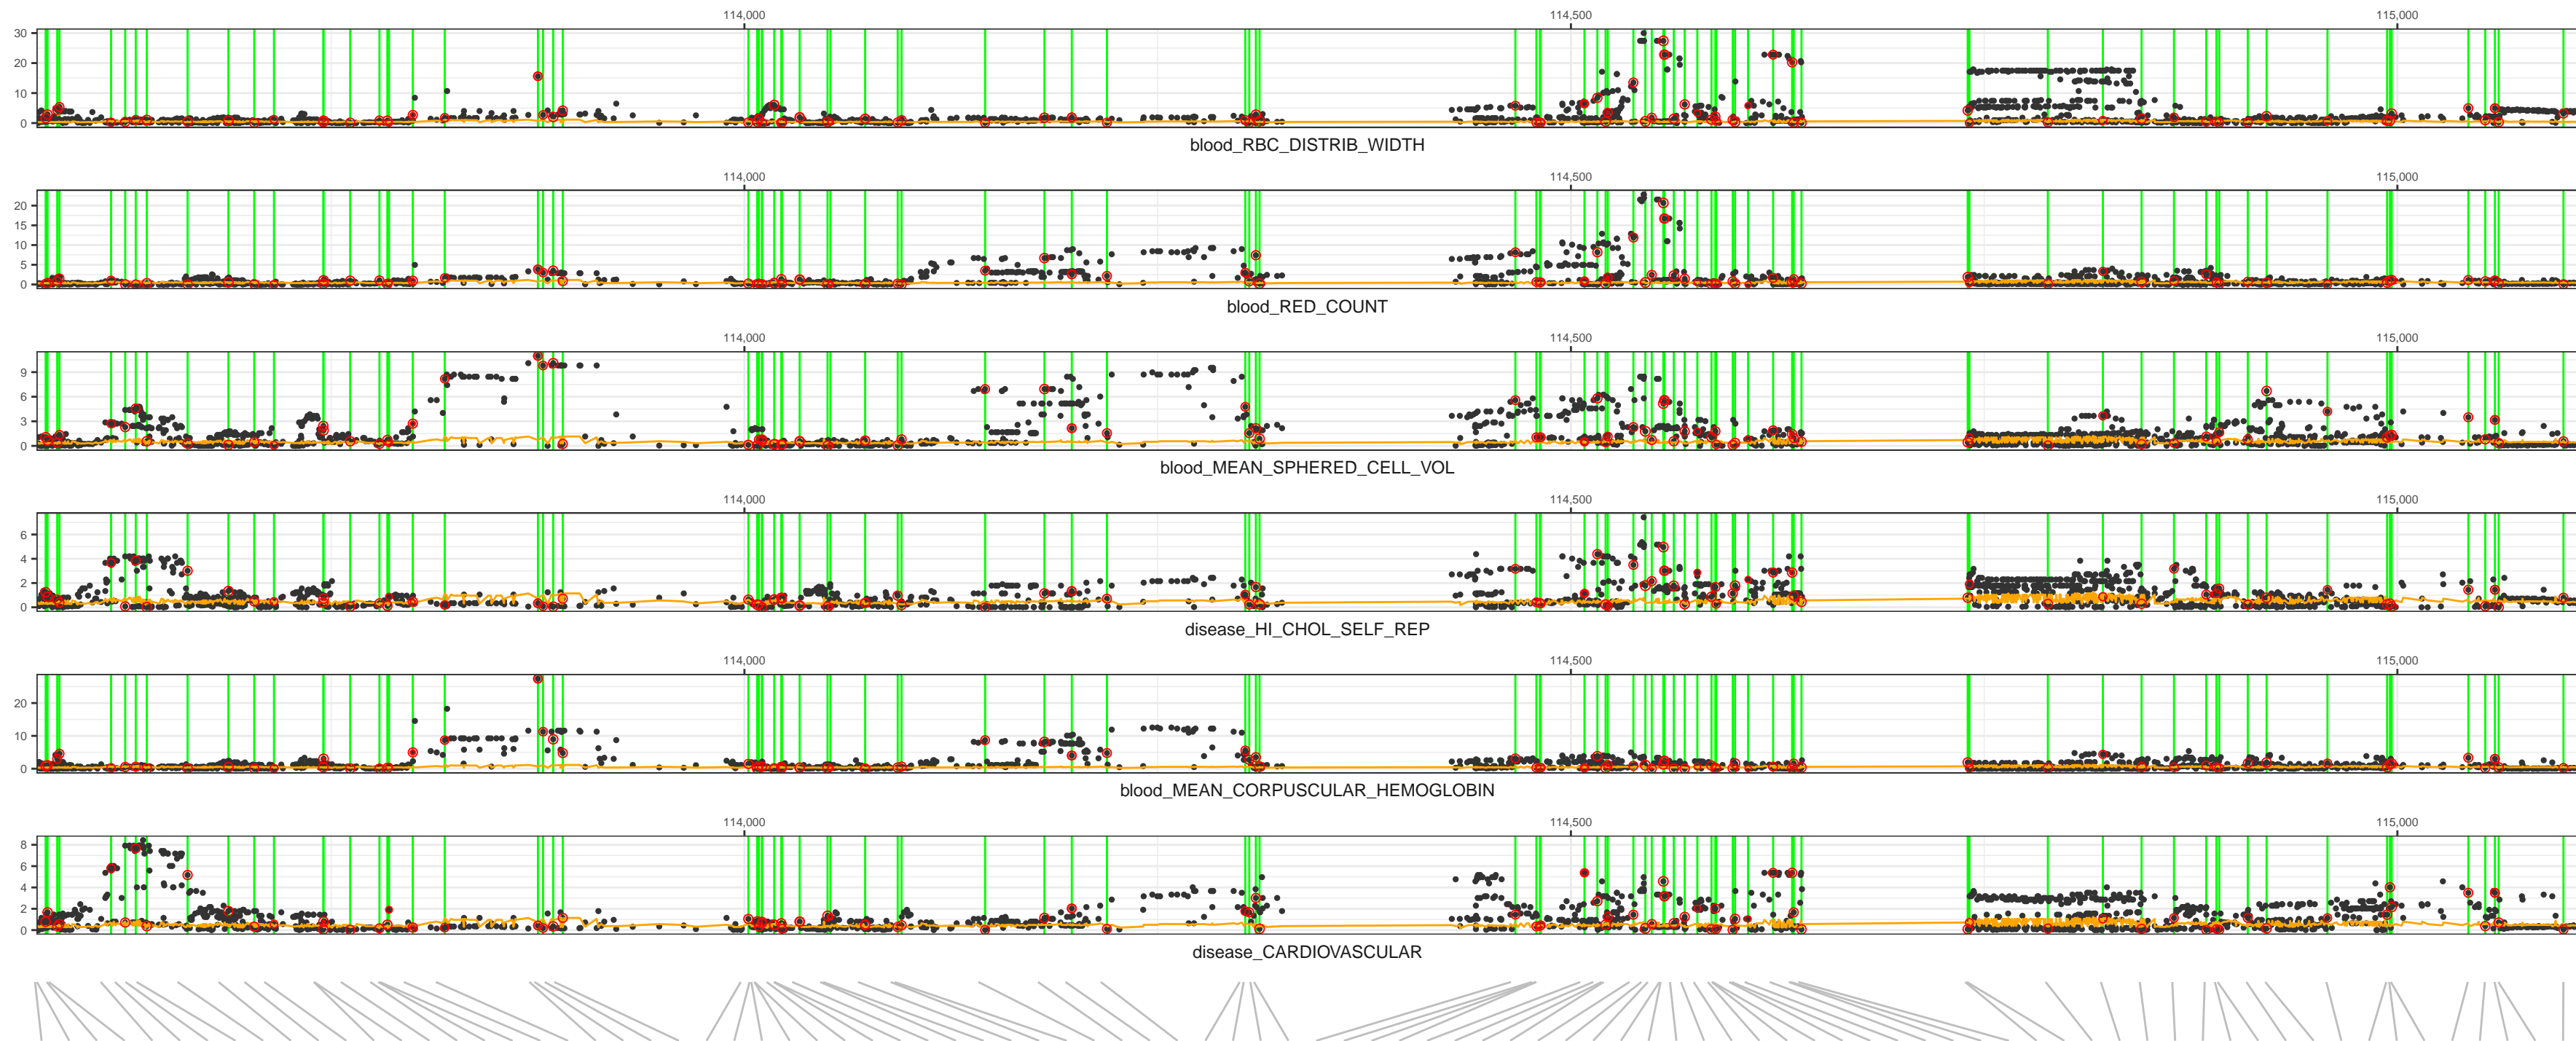 114,000 114,500 115,000
30
20
10
0
blood_RBC_DISTRIB_WIDTH
114,000 114,500 115,000
20
15
10
5
0
blood_RED_COUNT
114,000 114,500 115,000
9
6
3
0
blood_MEAN_SPHERED_CELL_VOL
114,000 114,500 115,000
6
4
2
0
disease_HI_CHOL_SELF_REP
114,000 114,500 115,000
20
10
0
blood_MEAN_CORPUSCULAR_HEMOGLOBIN
114,000 114,500 115,000
8
6
4
2
0
disease_CARDIOVASCULAR